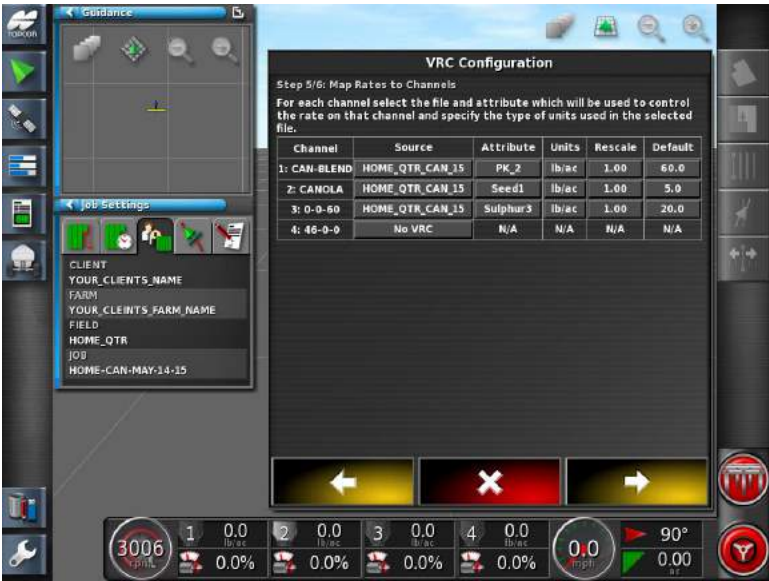 TOPCON
Guidance
VRC Configuration
Step 5/6: Map Rates to Channels
For each channel select the file and attribute which will be used to control
the rate on that channel and specify the type of units used in the selected
file.
Channel Source Attribute Units Rescale Default
1: CAN-BLEND HOME_QTR_CAN_15 PK_2 lb/ac 1.00 60.0
2: CANOLA HOME_QTR_CAN_15 Seed1 lb/ac 1.00 5.0
3: 0-0-60 HOME_QTR_CAN_15 Sulphur3 lb/ac 1.00 20.0
4: 46-0-0 No VRC N/A N/A N/A N/A
Job Settings
CLIENT
YOUR_CLIENTS_NAME
FARM
YOUR_CLEINTS_FARM_NAME
FIELD
HOME_QTR
JOB
HOME-CAN-MAY-14-15
3006
rpm
1 0.0 lb/ac 0.0%
2 0.0 lb/ac 0.0%
3 0.0 lb/ac 0.0%
4 0.0 lb/ac 0.0%
0.0
mph
90°
0.00
ac